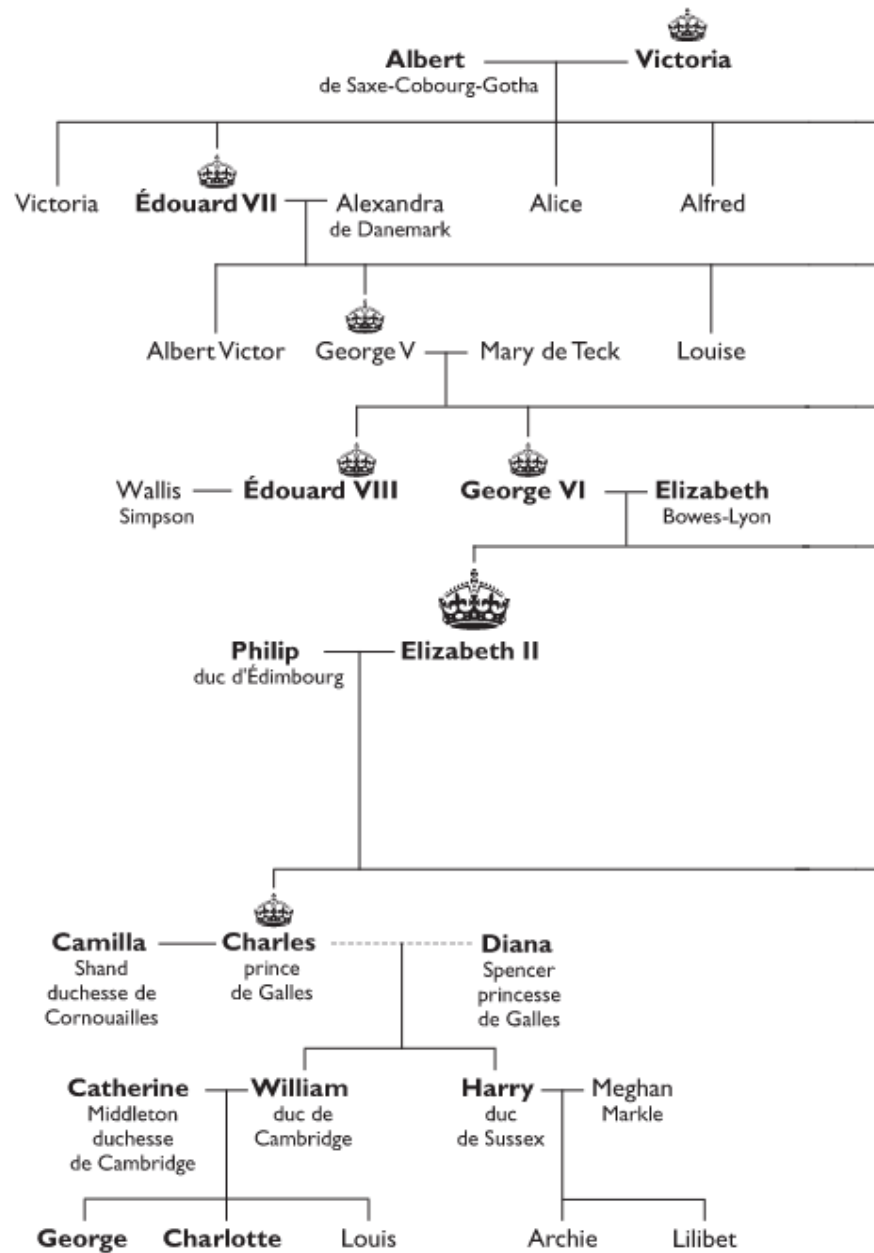 Albert Victoria
de Saxe-Cobourg-Gotha
Victoria Édouard VII Alexandra Alice Alfred
de Danemark
Albert Victor George V Mary de Teck Louise
Wallis Édouard VIII George VI Elizabeth
Simpson Bowes-Lyon
Philip Elizabeth II
duc d'Édimbourg
Camilla Charles Diana
Shand prince Spencer
duchesse de de Galles princesse
Cornouailles de Galles
Catherine William Harry Meghan
Middleton duc de duc Markle
duchesse Cambridge de Sussex
de Cambridge
George Charlotte Louis Archie Lilibet